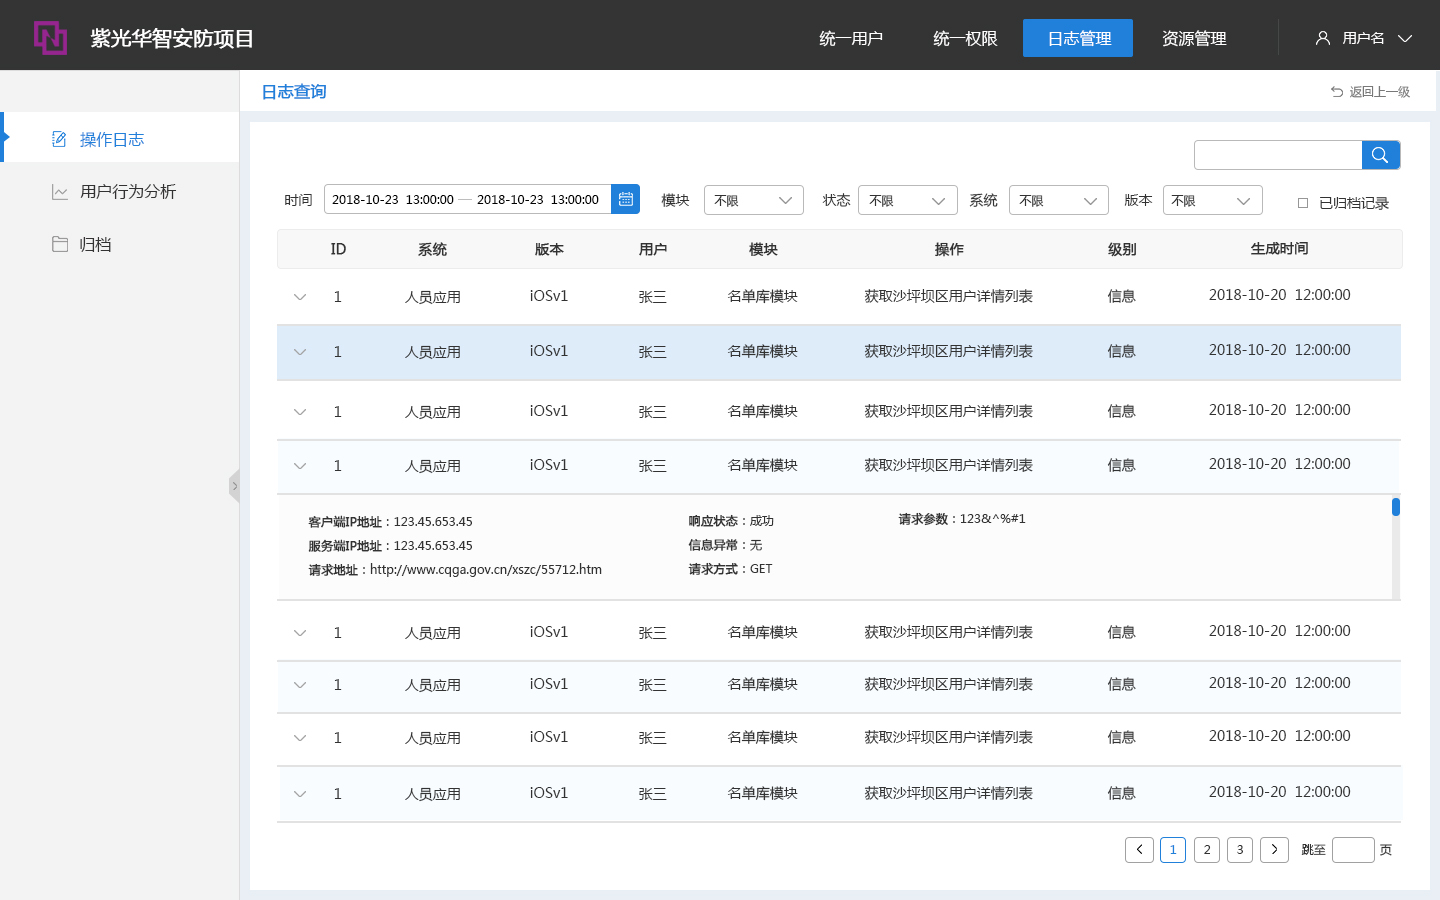 紫光华智安防项目 统一用户 统一权限 日志管理 资源管理 用户名
日志查询 返回上一级
操作日志
用户行为分析
归档
时间 2018-10-23 13:00:00 — 2018-10-23 13:00:00 模块 不限 状态 不限 系统 不限 版本 不限 已归档记录
ID 系统 版本 用户 模块 操作 级别 生成时间
1 人员应用 iOSv1 张三 名单库模块 获取沙坪坝区用户详情列表 信息 2018-10-20 12:00:00
1 人员应用 iOSv1 张三 名单库模块 获取沙坪坝区用户详情列表 信息 2018-10-20 12:00:00
1 人员应用 iOSv1 张三 名单库模块 获取沙坪坝区用户详情列表 信息 2018-10-20 12:00:00
1 人员应用 iOSv1 张三 名单库模块 获取沙坪坝区用户详情列表 信息 2018-10-20 12:00:00
客户端IP地址：123.45.653.45 响应状态：成功 请求参数：123&^%#1
服务端IP地址：123.45.653.45 信息异常：无
请求地址：http://www.cqga.gov.cn/xszc/55712.htm 请求方式：GET
1 人员应用 iOSv1 张三 名单库模块 获取沙坪坝区用户详情列表 信息 2018-10-20 12:00:00
1 人员应用 iOSv1 张三 名单库模块 获取沙坪坝区用户详情列表 信息 2018-10-20 12:00:00
1 人员应用 iOSv1 张三 名单库模块 获取沙坪坝区用户详情列表 信息 2018-10-20 12:00:00
1 人员应用 iOSv1 张三 名单库模块 获取沙坪坝区用户详情列表 信息 2018-10-20 12:00:00
1 2 3 跳至 页